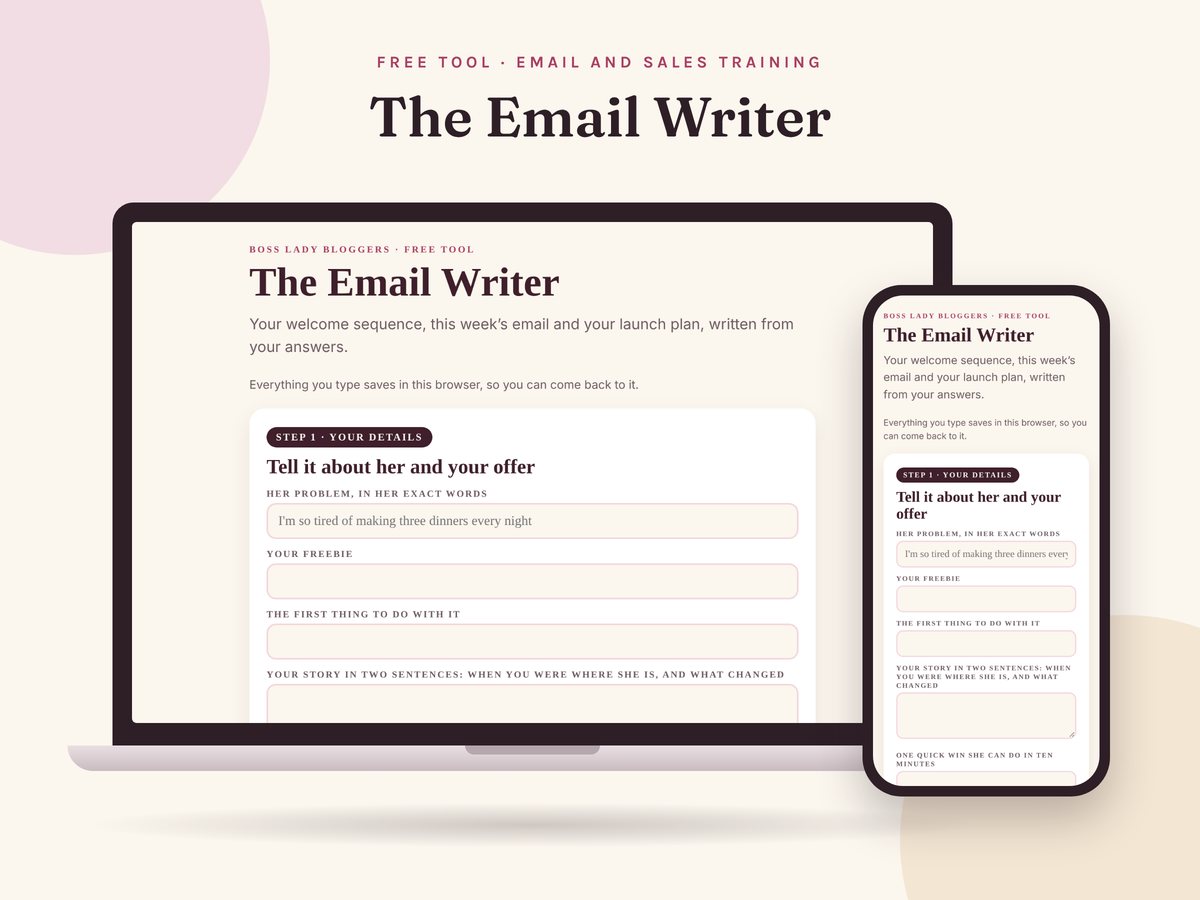 FREE TOOL · EMAIL AND SALES TRAINING
The Email Writer
BOSS LADY BLOGGERS · FREE TOOL
The Email Writer
Your welcome sequence, this week’s email and your launch plan, written from
your answers.
Everything you type saves in this browser, so you can come back to it.
STEP 1 · YOUR DETAILS
Tell it about her and your offer
HER PROBLEM, IN HER EXACT WORDS
I'm so tired of making three dinners every night
YOUR FREEBIE
THE FIRST THING TO DO WITH IT
YOUR STORY IN TWO SENTENCES: WHEN YOU WERE WHERE SHE IS, AND WHAT CHANGED
BOSS LADY BLOGGERS · FREE TOOL
The Email Writer
Your welcome sequence, this week’s
email and your launch plan, written
from your answers.
Everything you type saves in this browser, so you
can come back to it.
STEP 1 · YOUR DETAILS
Tell it about her and your
offer
HER PROBLEM, IN HER EXACT WORDS
I'm so tired of making three dinners every
YOUR FREEBIE
THE FIRST THING TO DO WITH IT
YOUR STORY IN TWO SENTENCES: WHEN
YOU WERE WHERE SHE IS, AND WHAT
CHANGED
ONE QUICK WIN SHE CAN DO IN TEN
MINUTES